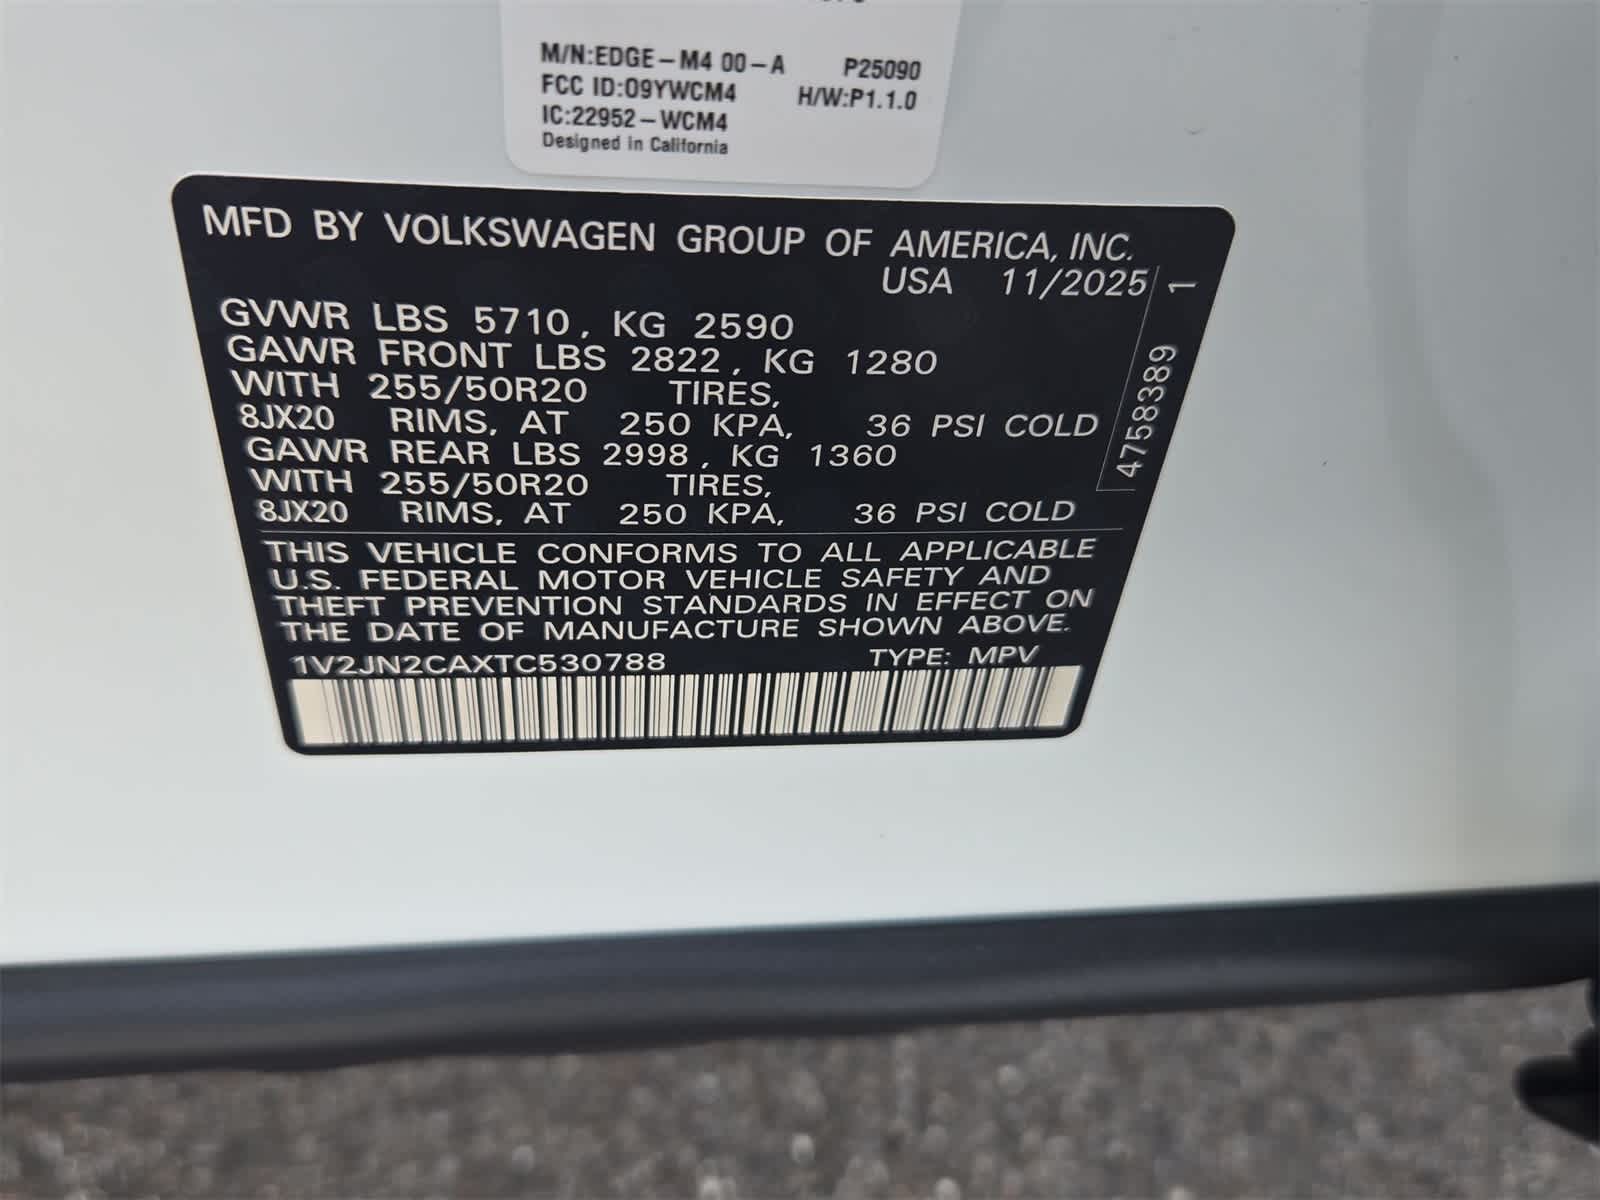 M/N:EDGE-M4 00-A P25090
FCC ID:O9YWCM4 H/W:P1.1.0
IC:22952-WCM4
Designed in California
MFD BY VOLKSWAGEN GROUP OF AMERICA, INC.
USA 11/2025
GVWR LBS 5710, KG 2590
GAWR FRONT LBS 2822, KG 1280
WITH 255/50R20 TIRES,
8JX20 RIMS, AT 250 KPA, 36 PSI COLD
GAWR REAR LBS 2998, KG 1360
WITH 255/50R20 TIRES,
8JX20 RIMS, AT 250 KPA, 36 PSI COLD
4758389 1
THIS VEHICLE CONFORMS TO ALL APPLICABLE
U.S. FEDERAL MOTOR VEHICLE SAFETY AND
THEFT PREVENTION STANDARDS IN EFFECT ON
THE DATE OF MANUFACTURE SHOWN ABOVE.
1V2JN2CAXTC530788 TYPE: MPV